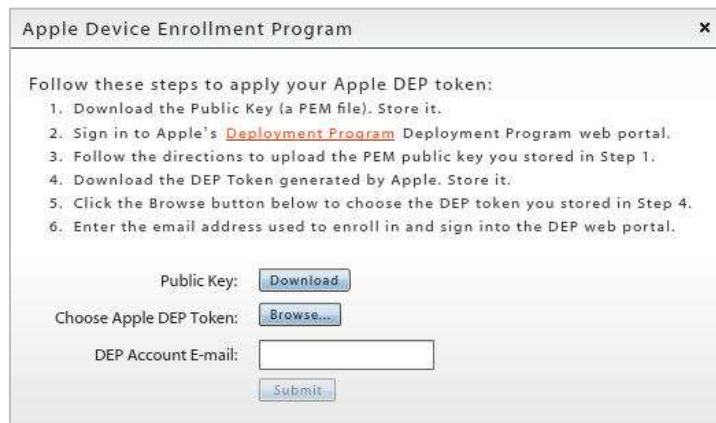 Apple Device Enrollment Program ×
Follow these steps to apply your Apple DEP token:
1. Download the Public Key (a PEM file). Store it.
2. Sign in to Apple's Deployment Program Deployment Program web portal.
3. Follow the directions to upload the PEM public key you stored in Step 1.
4. Download the DEP Token generated by Apple. Store it.
5. Click the Browse button below to choose the DEP token you stored in Step 4.
6. Enter the email address used to enroll in and sign into the DEP web portal.
Public Key: Download
Choose Apple DEP Token: Browse...
DEP Account E-mail:
Submit